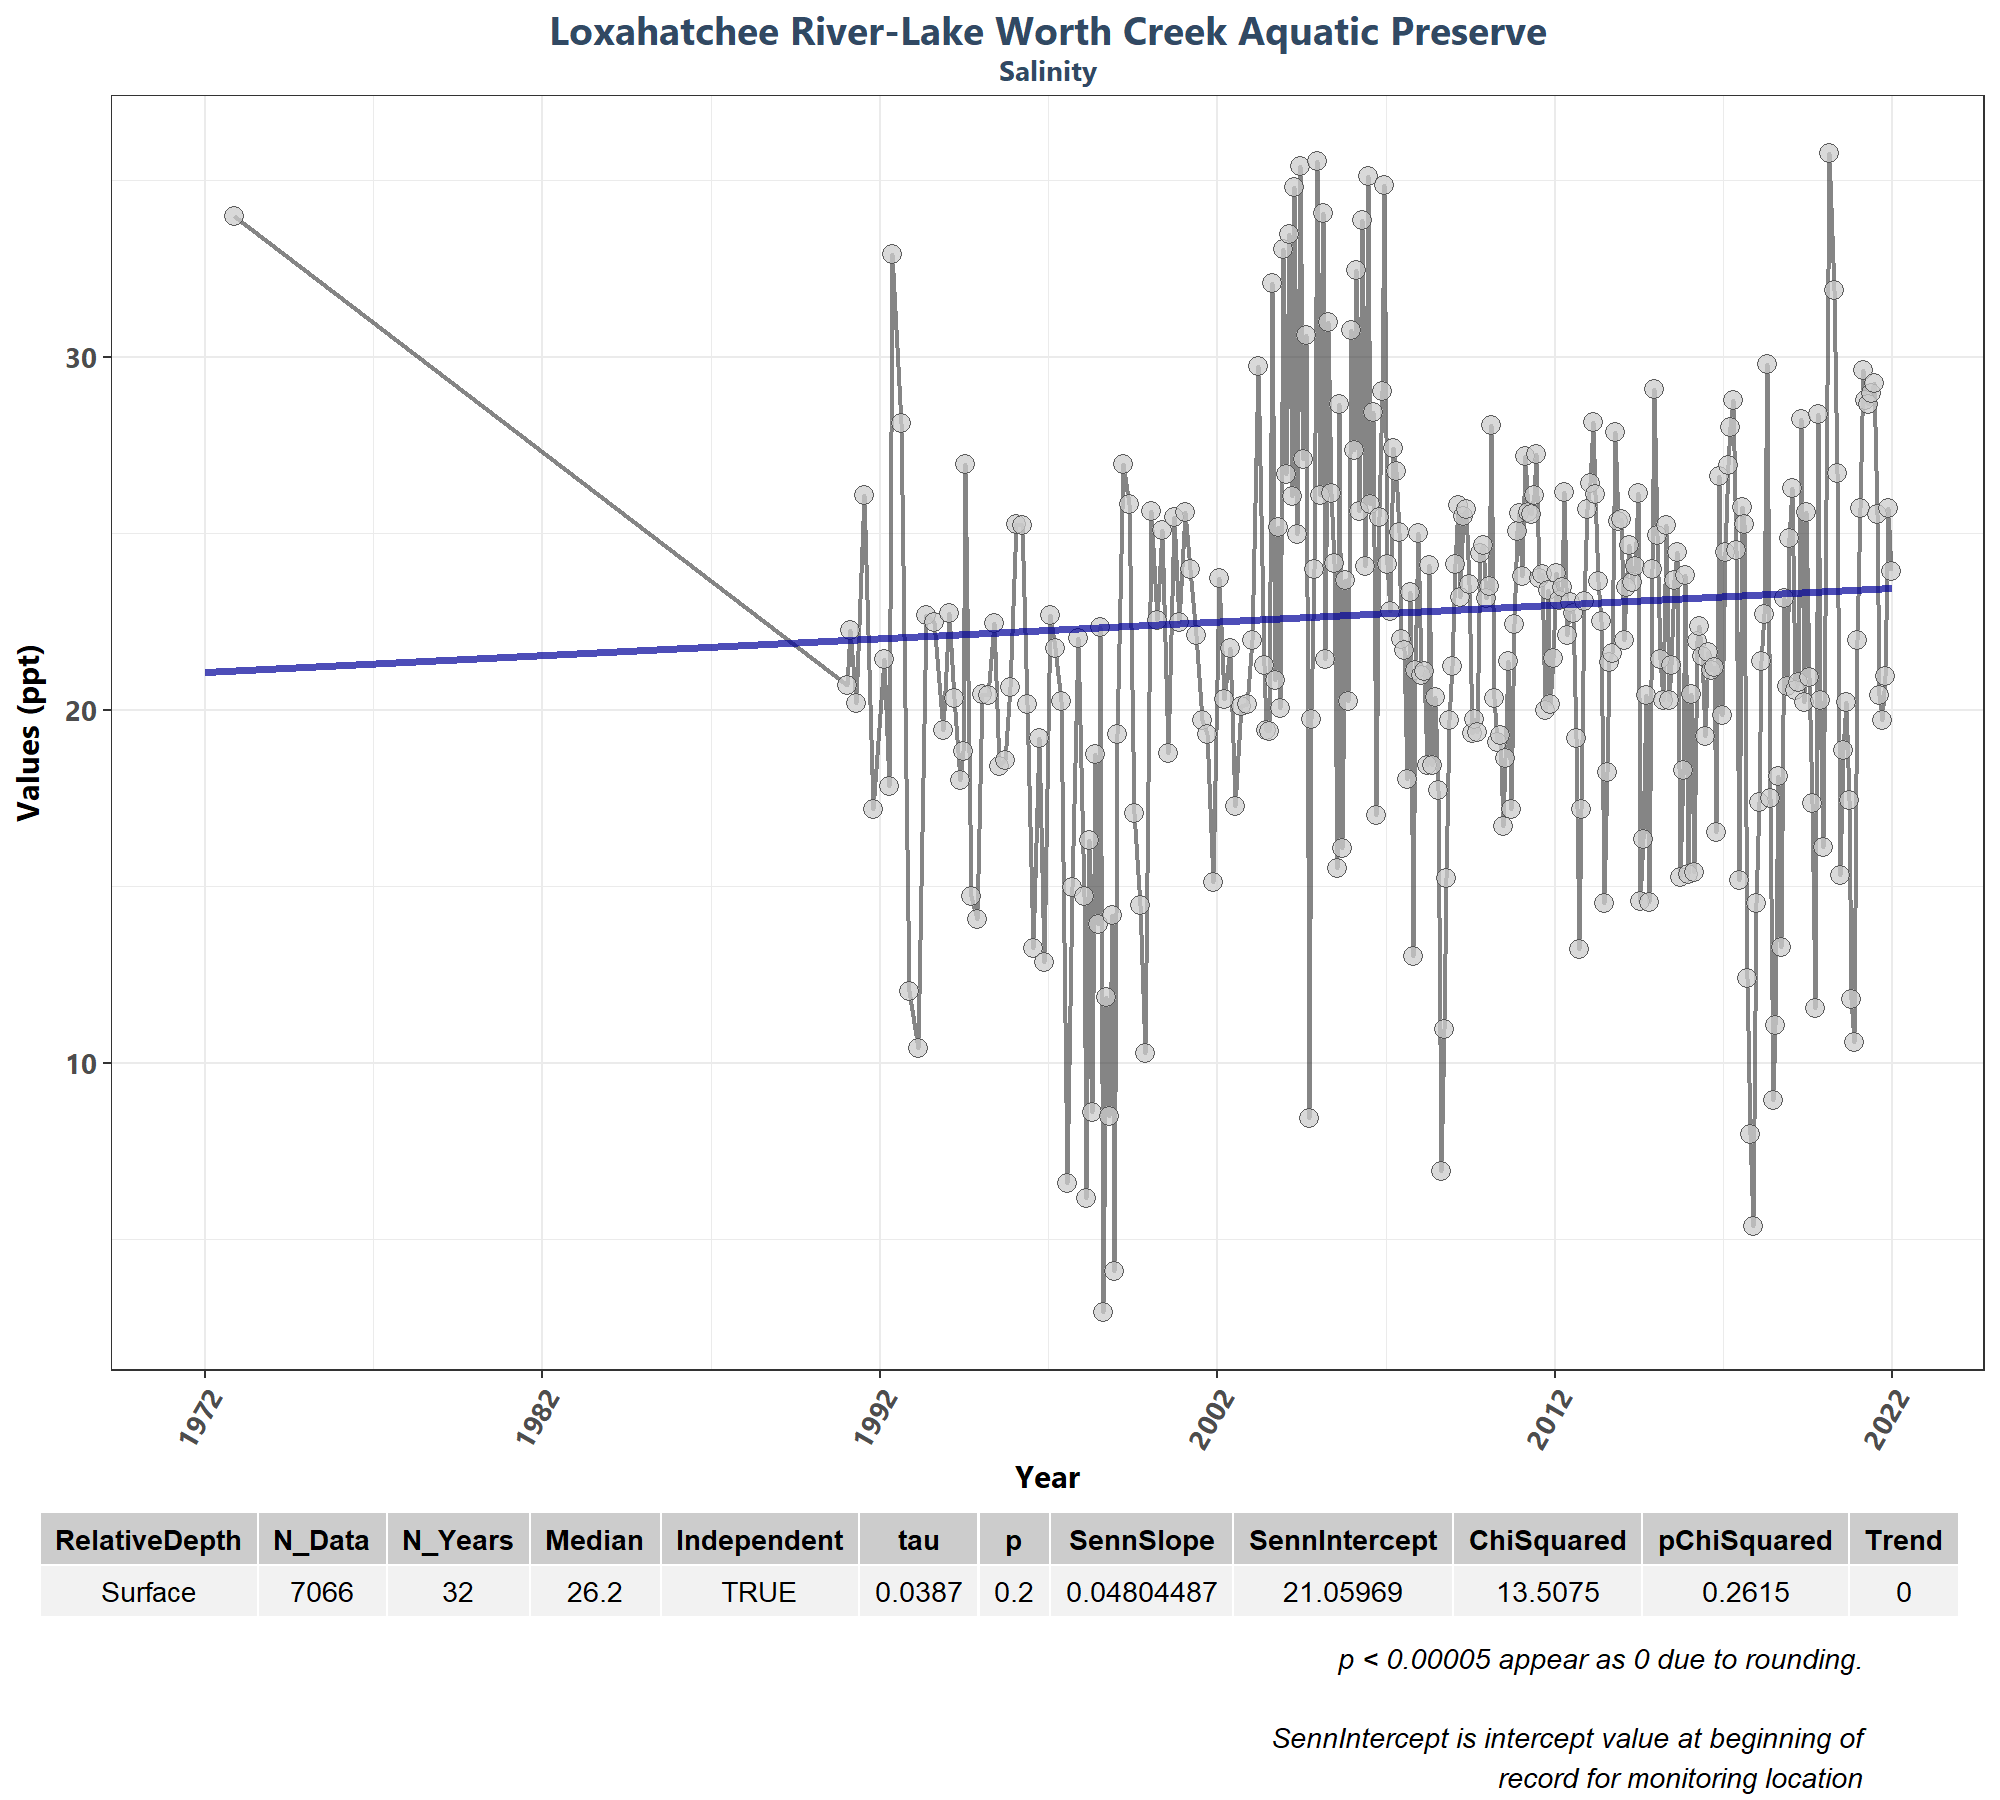 Loxahatchee River-Lake Worth Creek Aquatic Preserve
Salinity
Values (ppt)
30
20
10
1972
1982
1992
2002
2012
2022
Year
RelativeDepth N_Data N_Years Median Independent tau p SennSlope SennIntercept ChiSquared pChiSquared Trend
Surface 7066 32 26.2 TRUE 0.0387 0.2 0.04804487 21.05969 13.5075 0.2615 0
p < 0.00005 appear as 0 due to rounding.
SennIntercept is intercept value at beginning of
record for monitoring location